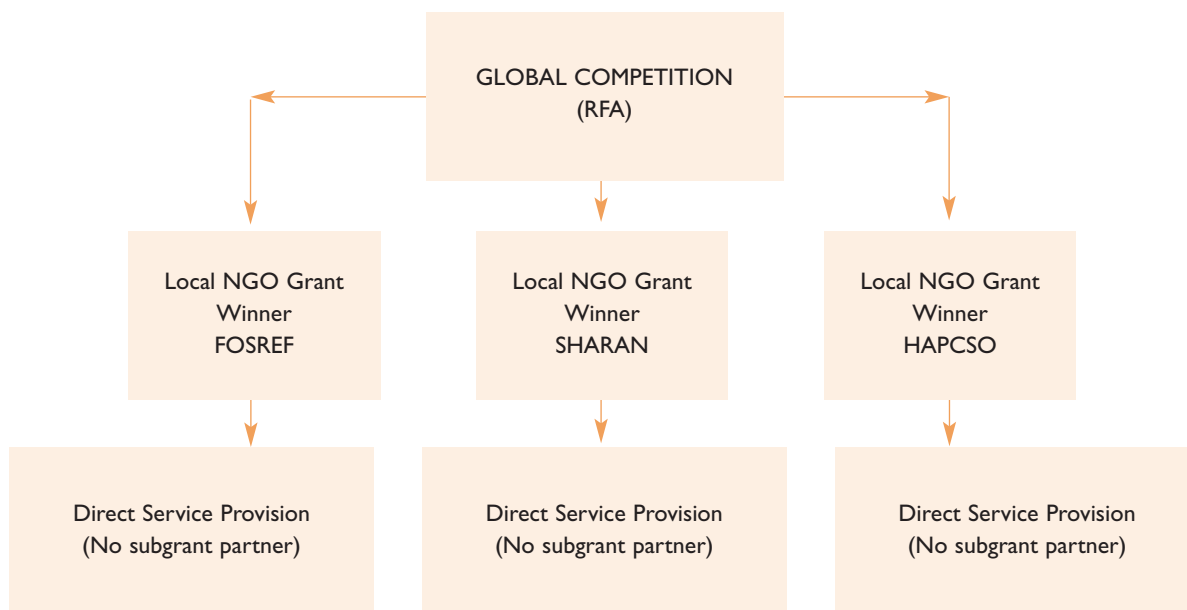 GLOBAL COMPETITION
(RFA)
Local NGO Grant
Winner
FOSREF
Local NGO Grant
Winner
SHARAN
Local NGO Grant
Winner
HAPCSO
Direct Service Provision
(No subgrant partner)
Direct Service Provision
(No subgrant partner)
Direct Service Provision
(No subgrant partner)